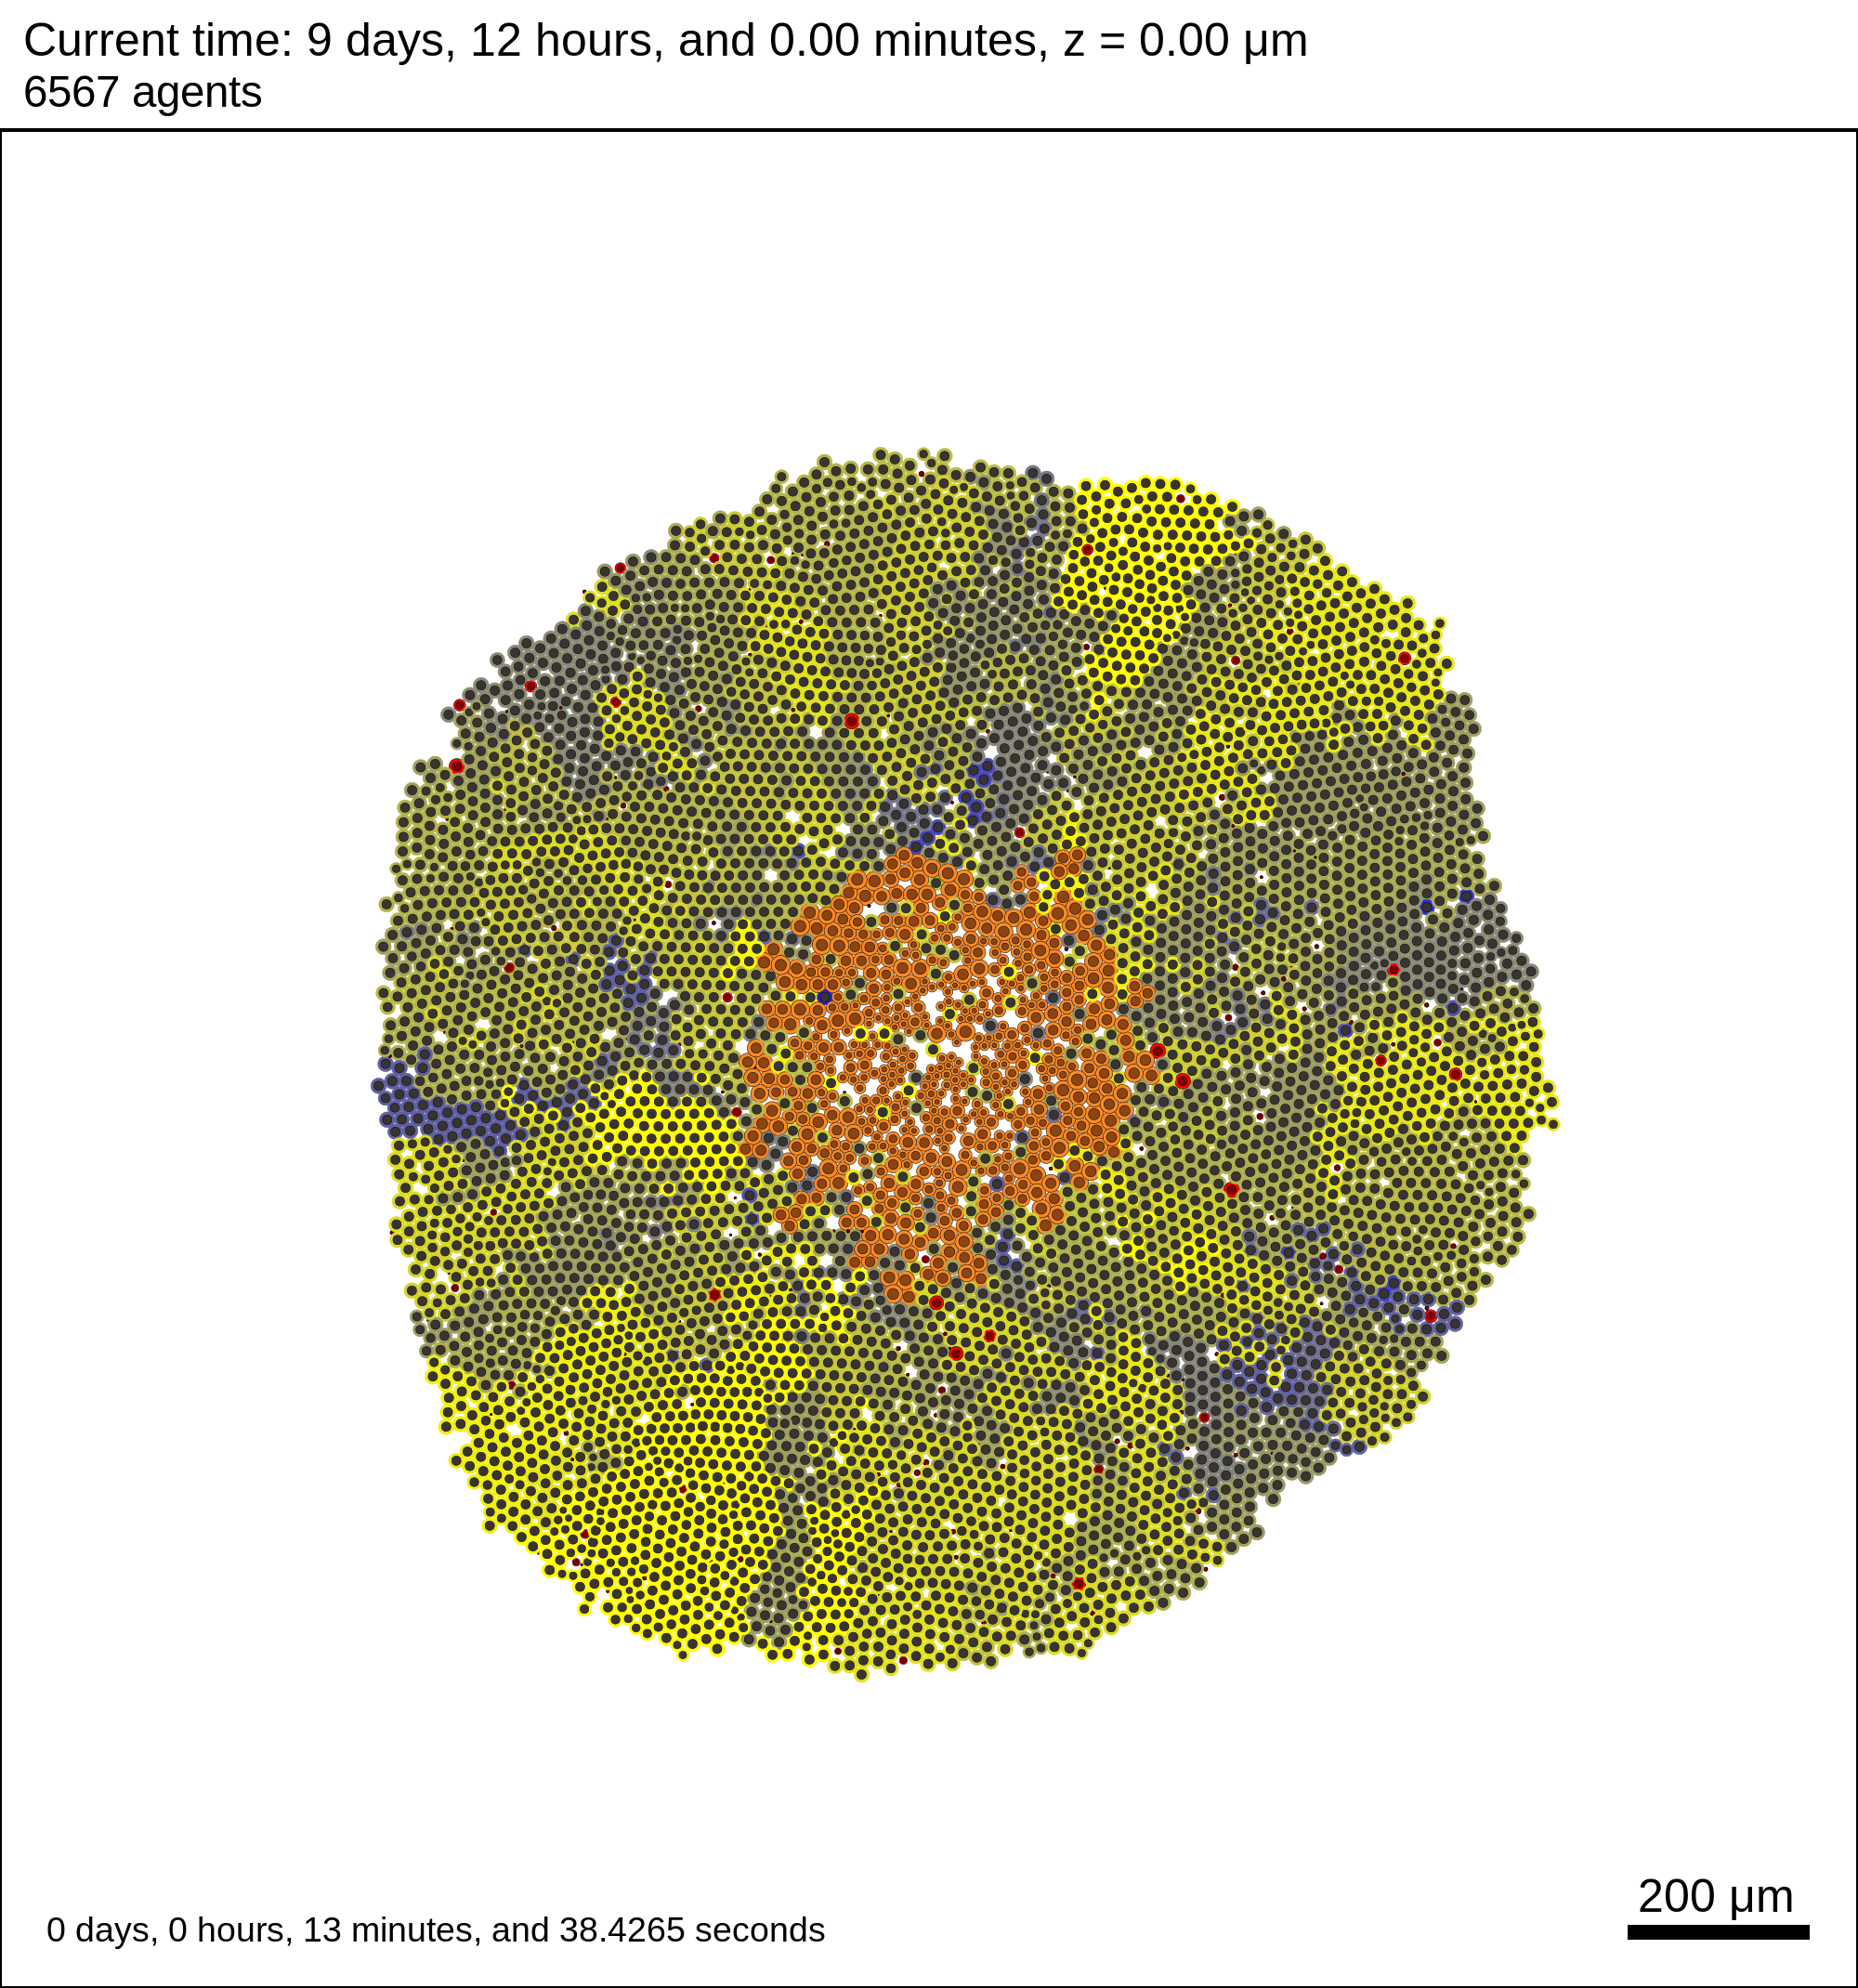 Current time: 9 days, 12 hours, and 0.00 minutes, z = 0.00 μm
6567 agents
200 μm
0 days, 0 hours, 13 minutes, and 38.4265 seconds